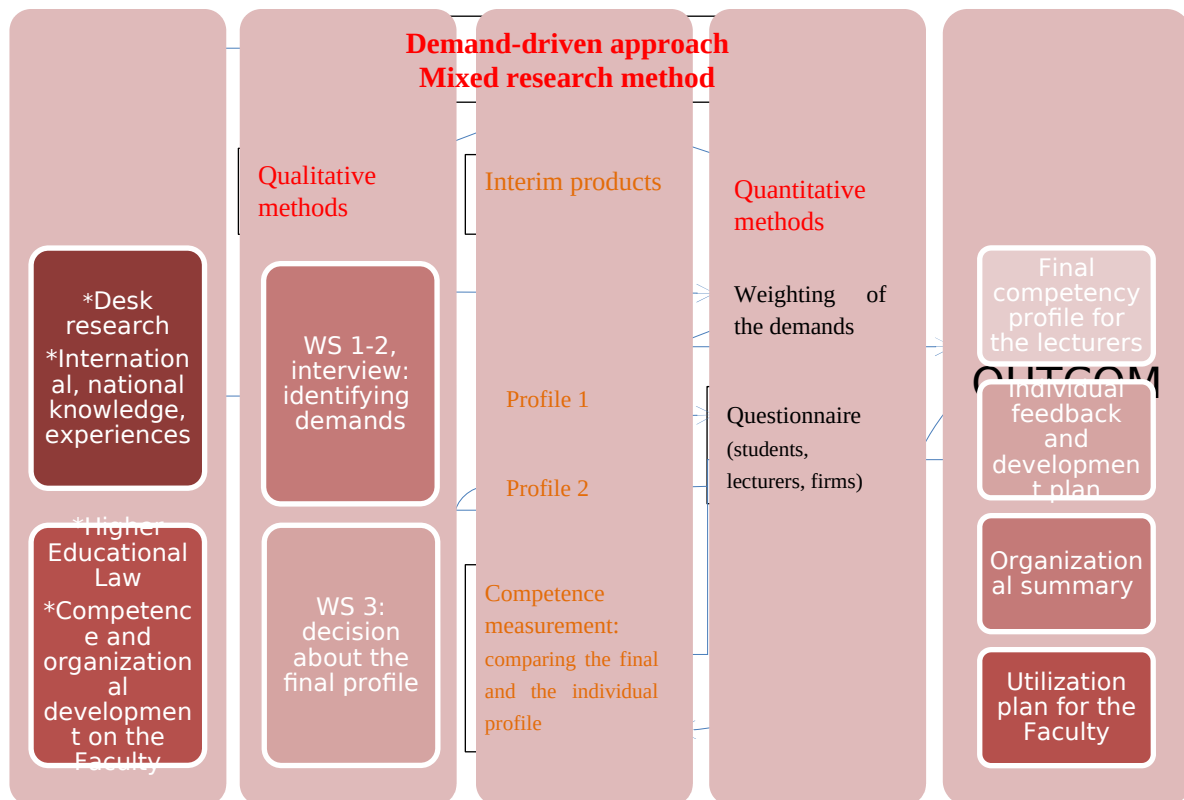 Demand-driven approach
Mixed research method
*Desk
research
*Internation
al, national
knowledge,
experiences
*Higher
Educational
Law
*Competenc
e and
organization
al
developmen
t on the
Faculty
Qualitative
methods
WS 1-2,
interview:
identifying
demands
WS 3:
decision
about the
final profile
Interim products
Profile 1
Profile 2
Competence
measurement:
comparing the final
and the individual
profile
Quantitative
methods
Weighting of
the demands
Questionnaire
(students,
lecturers, firms)
Final
competency
profile for
the lecturers
OUTCOM
Individual
feedback
and
developmen
t plan
Organization
al summary
Utilization
plan for the
Faculty